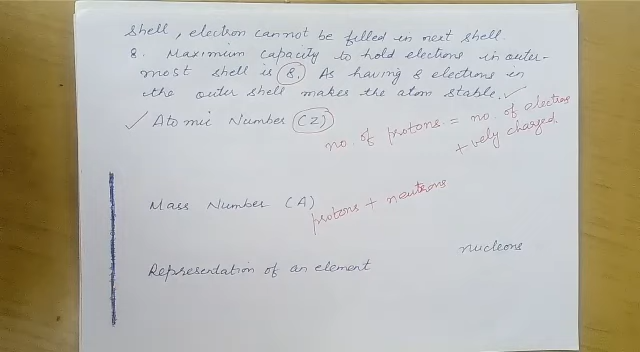 shell, electron cannot be filled in next shell.
8. Maximum capacity to hold electrons in outer-
most shell is 8. As having 8 electrons in
the outer shell makes the atom stable.
Atomic Number (Z)
no. of protons = no. of electrons
+vely charged
Mass Number (A)
protons + neutrons
nucleons
Representation of an element